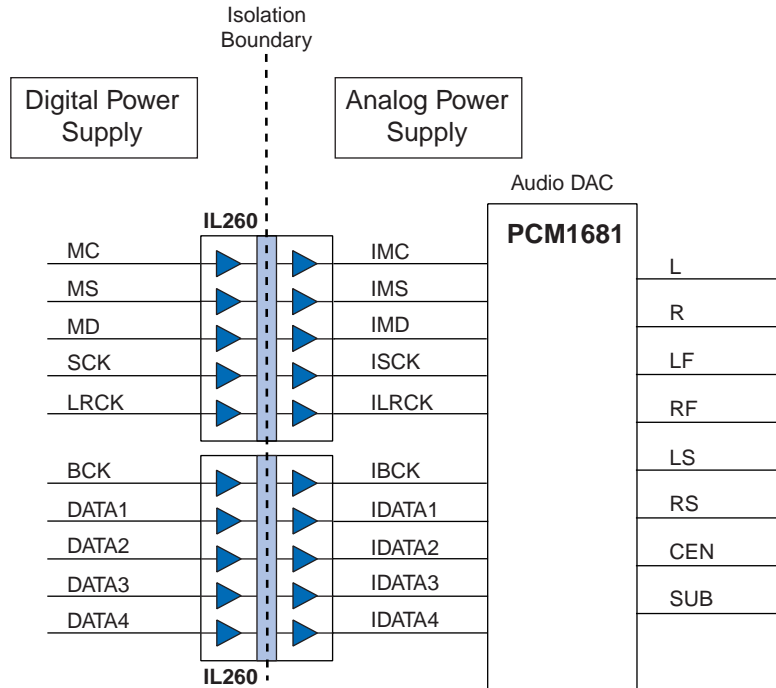 Isolation
Boundary
Digital Power
Supply
Analog Power
Supply
Audio DAC
IL260
PCM1681
MC
IMC
L
MS
IMS
R
MD
IMD
LF
SCK
ISCK
RF
LRCK
ILRCK
LS
BCK
IBCK
RS
DATA1
IDATA1
CEN
DATA2
IDATA2
SUB
DATA3
IDATA3
DATA4
IDATA4
IL260